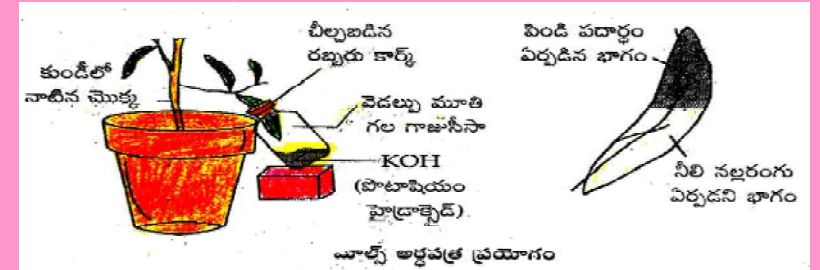 చీల్చబడిన
రబ్బరు కార్క్
కుండీలో
నాటిన మొక్క
వెడల్పు మూతి
గల గాజుసీసా
KOH
(పొటాషియం
హైడ్రాక్సైడ్)
పిండి పదార్థం
ఏర్పడిన భాగం
నీలి నల్లరంగు
ఏర్పడని భాగం
మోల్స్ అర్ధపత్ర ప్రయోగం